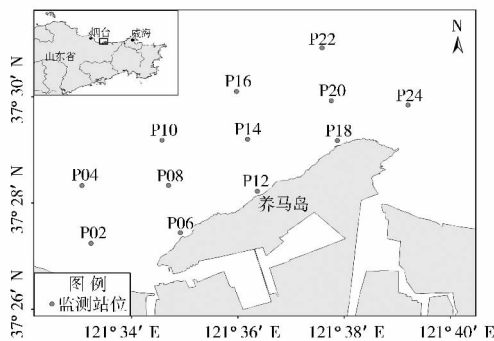 烟台
威海
山东省
N
P22
P16
P20
P24
P10
P14
P18
P04
P08
P12
养马岛
P02
P06
图 例
监测站位
37° 30′ N
37° 28′ N
37° 26′ N
121° 34′ E
121° 36′ E
121° 38′ E
121° 40′ E